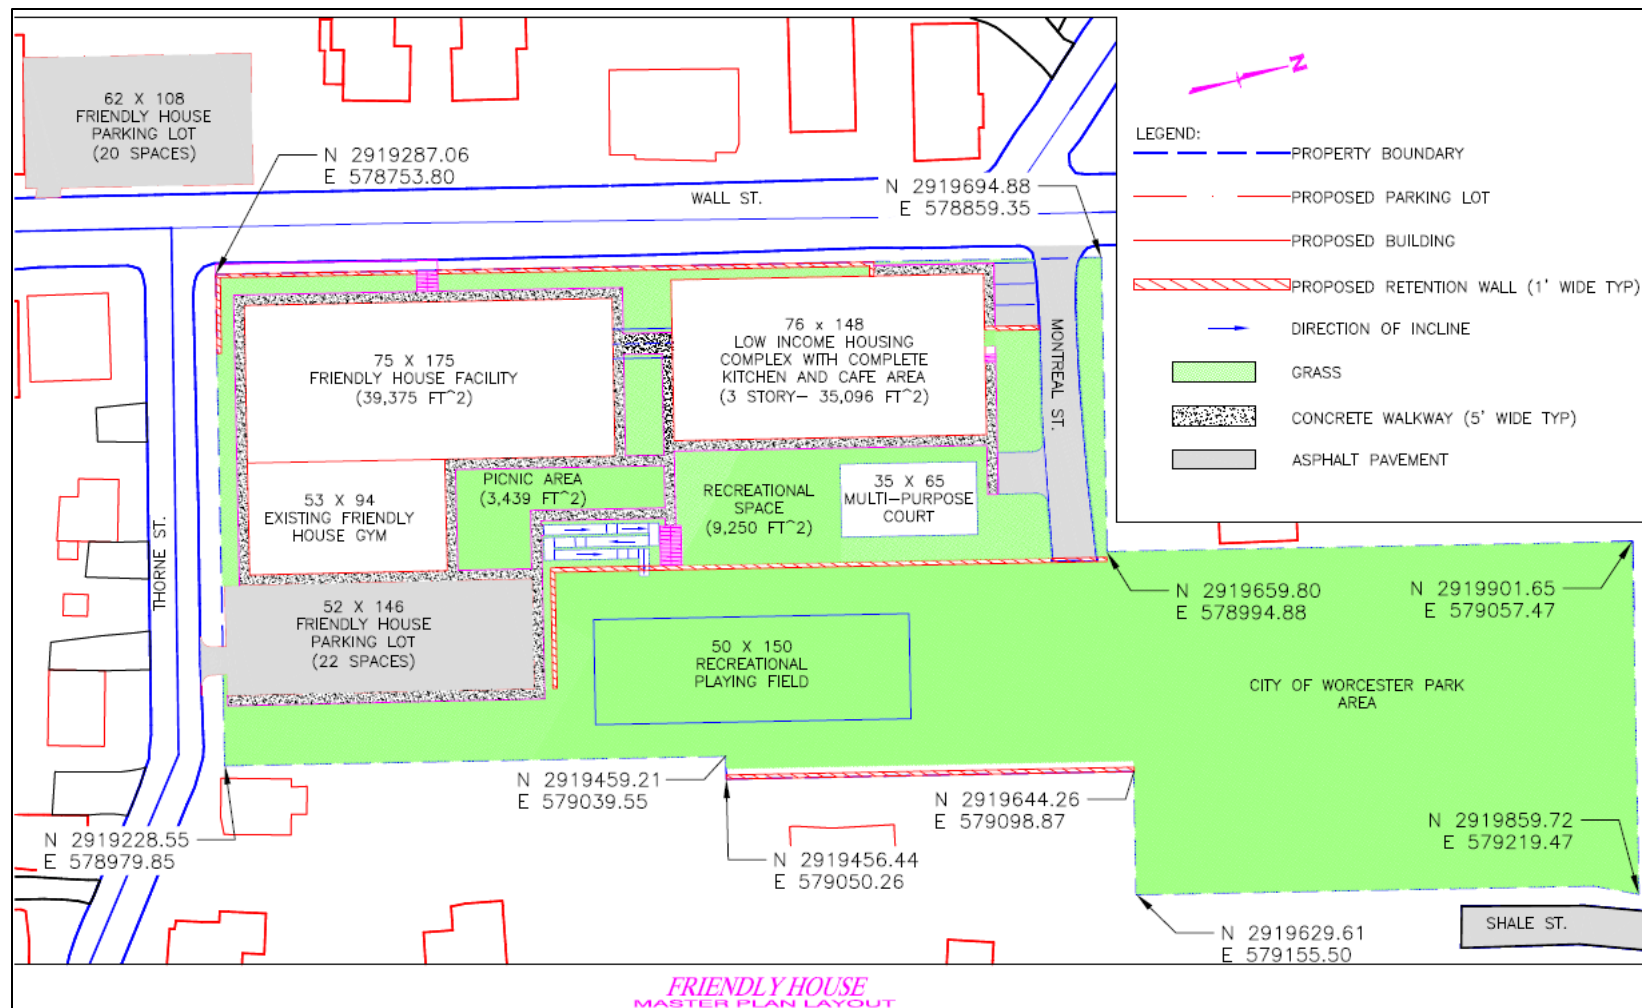 62 X 108
FRIENDLY HOUSE
PARKING LOT
(20 SPACES)
N 2919287.06
E 578753.80
WALL ST.
N 2919694.88
E 578859.35
N
LEGEND:
PROPERTY BOUNDARY
PROPOSED PARKING LOT
PROPOSED BUILDING
PROPOSED RETENTION WALL (1' WIDE TYP)
DIRECTION OF INCLINE
GRASS
CONCRETE WALKWAY (5' WIDE TYP)
ASPHALT PAVEMENT
75 X 175
FRIENDLY HOUSE FACILITY
(39,375 FT^2)
76 x 148
LOW INCOME HOUSING
COMPLEX WITH COMPLETE
KITCHEN AND CAFE AREA
(3 STORY– 35,096 FT^2)
MONTREAL ST.
THORNE ST.
53 X 94
EXISTING FRIENDLY
HOUSE GYM
PICNIC AREA
(3,439 FT^2)
RECREATIONAL
SPACE
(9,250 FT^2)
35 X 65
MULTI–PURPOSE
COURT
52 X 146
FRIENDLY HOUSE
PARKING LOT
(22 SPACES)
50 X 150
RECREATIONAL
PLAYING FIELD
N 2919659.80
E 578994.88
N 2919901.65
E 579057.47
CITY OF WORCESTER PARK
AREA
N 2919228.55
E 578979.85
N 2919459.21
E 579039.55
N 2919456.44
E 579050.26
N 2919644.26
E 579098.87
N 2919859.72
E 579219.47
N 2919629.61
E 579155.50
SHALE ST.
FRIENDLY HOUSE
MASTER PLAN LAYOUT